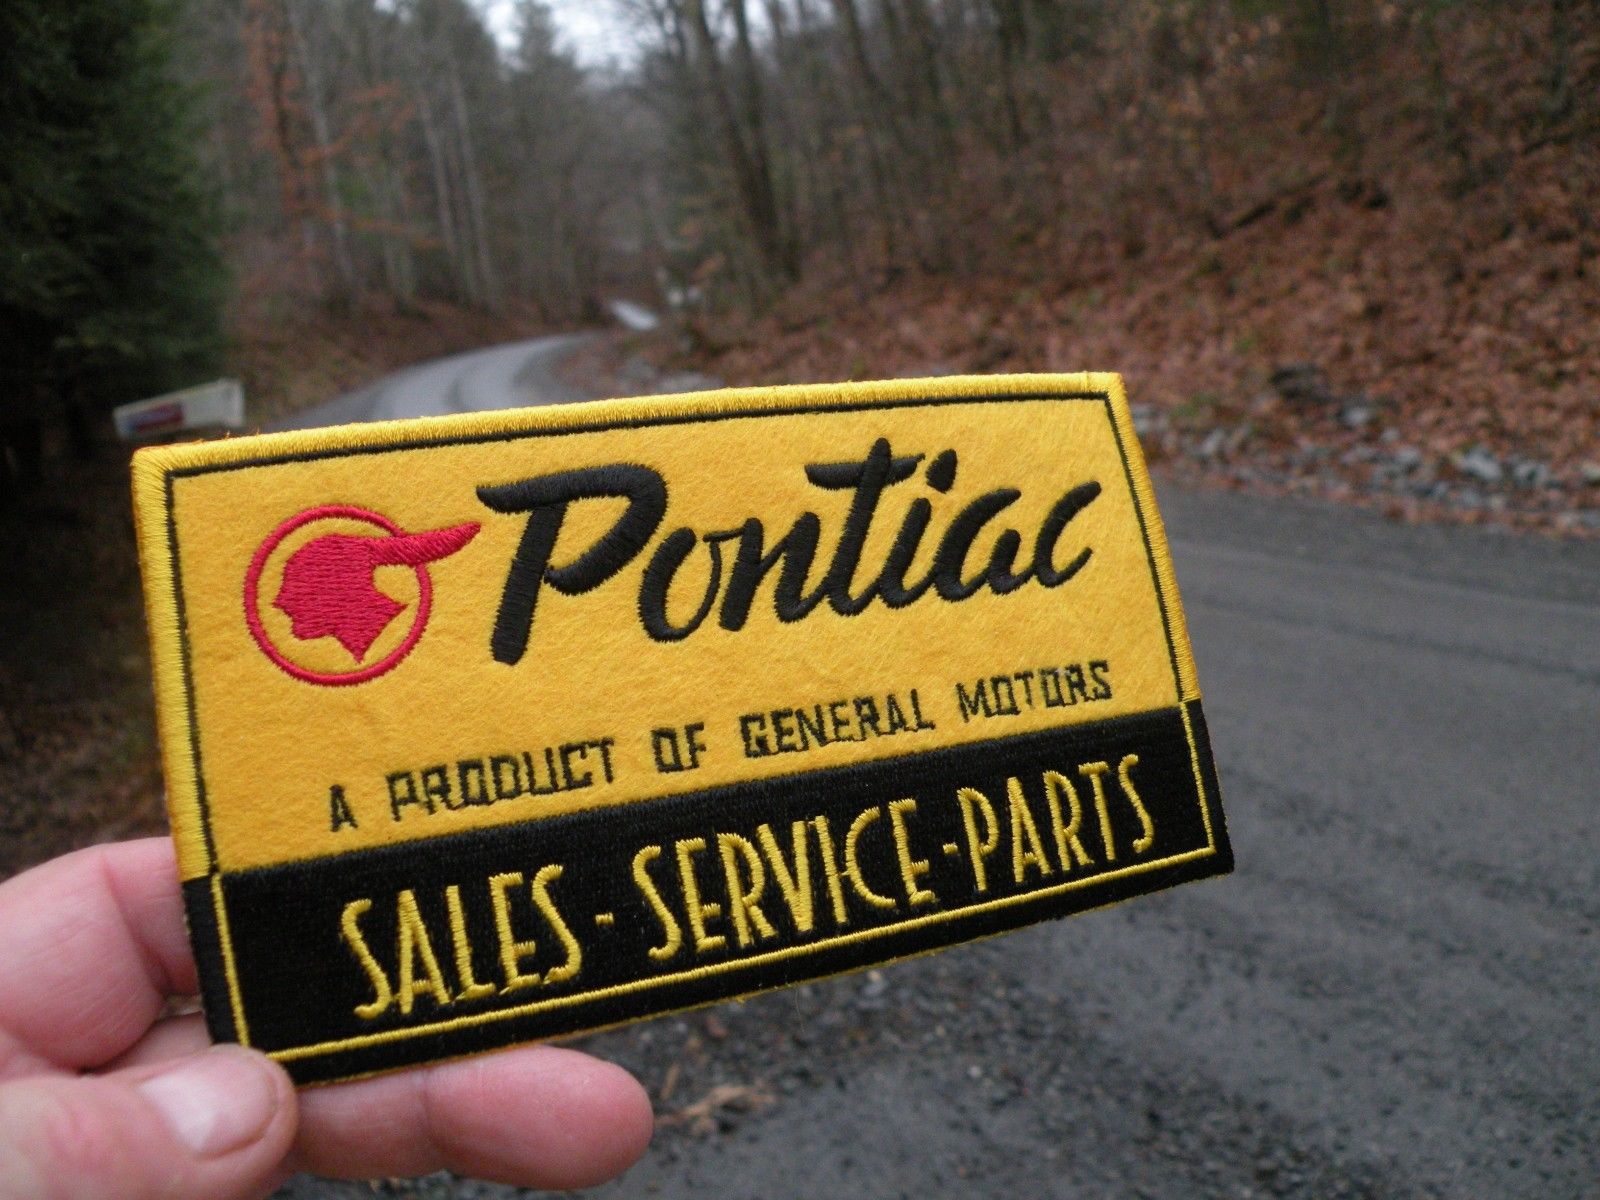 Pontiac
A PRODUCT OF GENERAL MOTORS
SALES-SERVICE-PARTS